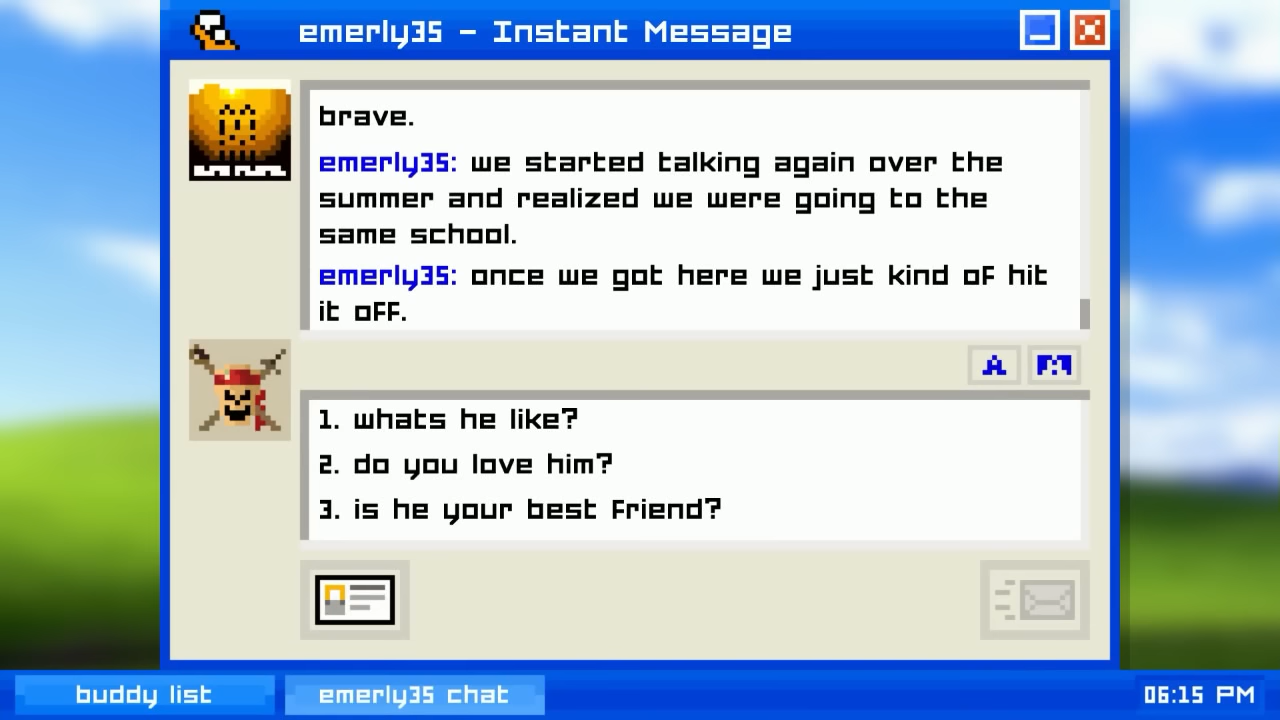 emerly35 - Instant Message
brave.
emerly35: we started talking again over the
summer and realized we were going to the
same school.
emerly35: once we got here we just kind of hit
it off.
A
1. whats he like?
2. do you love him?
3. is he your best friend?
buddy list
emerly35 chat
06:15 PM